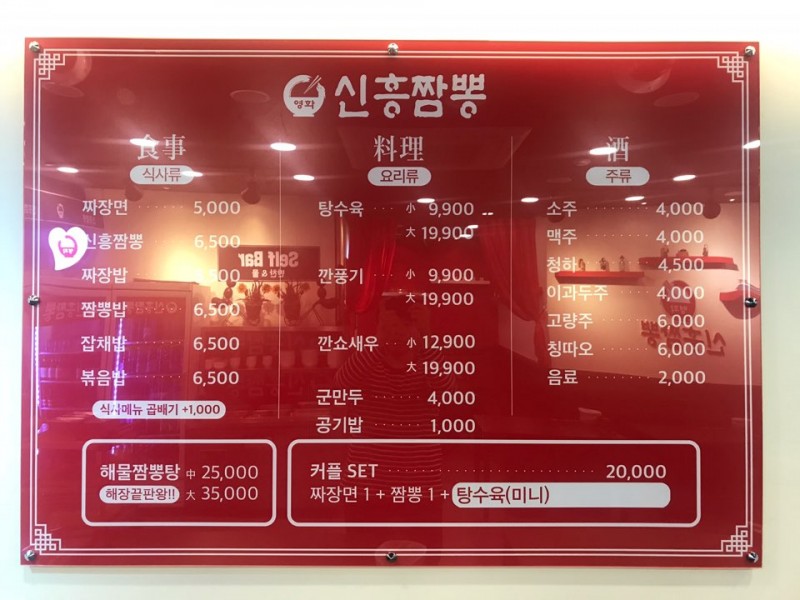 영화 신흥짬뽕
食事
식사류
짜장면 5,000
신흥짬뽕 6,500
짜장밥 6,500
짬뽕밥 6,500
잡채밥 6,500
볶음밥 6,500
식사메뉴 곱배기 +1,000
料理
요리류
탕수육 小 9,900
大 19,900
깐풍기 小 9,900
大 19,900
깐쇼새우 小 12,900
大 19,900
군만두 4,000
공기밥 1,000
酒
주류
소주 4,000
맥주 4,000
청하 4,500
이과두주 4,000
고량주 6,000
칭따오 6,000
음료 2,000
해물짬뽕탕 中 25,000
해장끝판왕!! 大 35,000
커플 SET 20,000
짜장면 1 + 짬뽕 1 + 탕수육(미니)
Self Bar